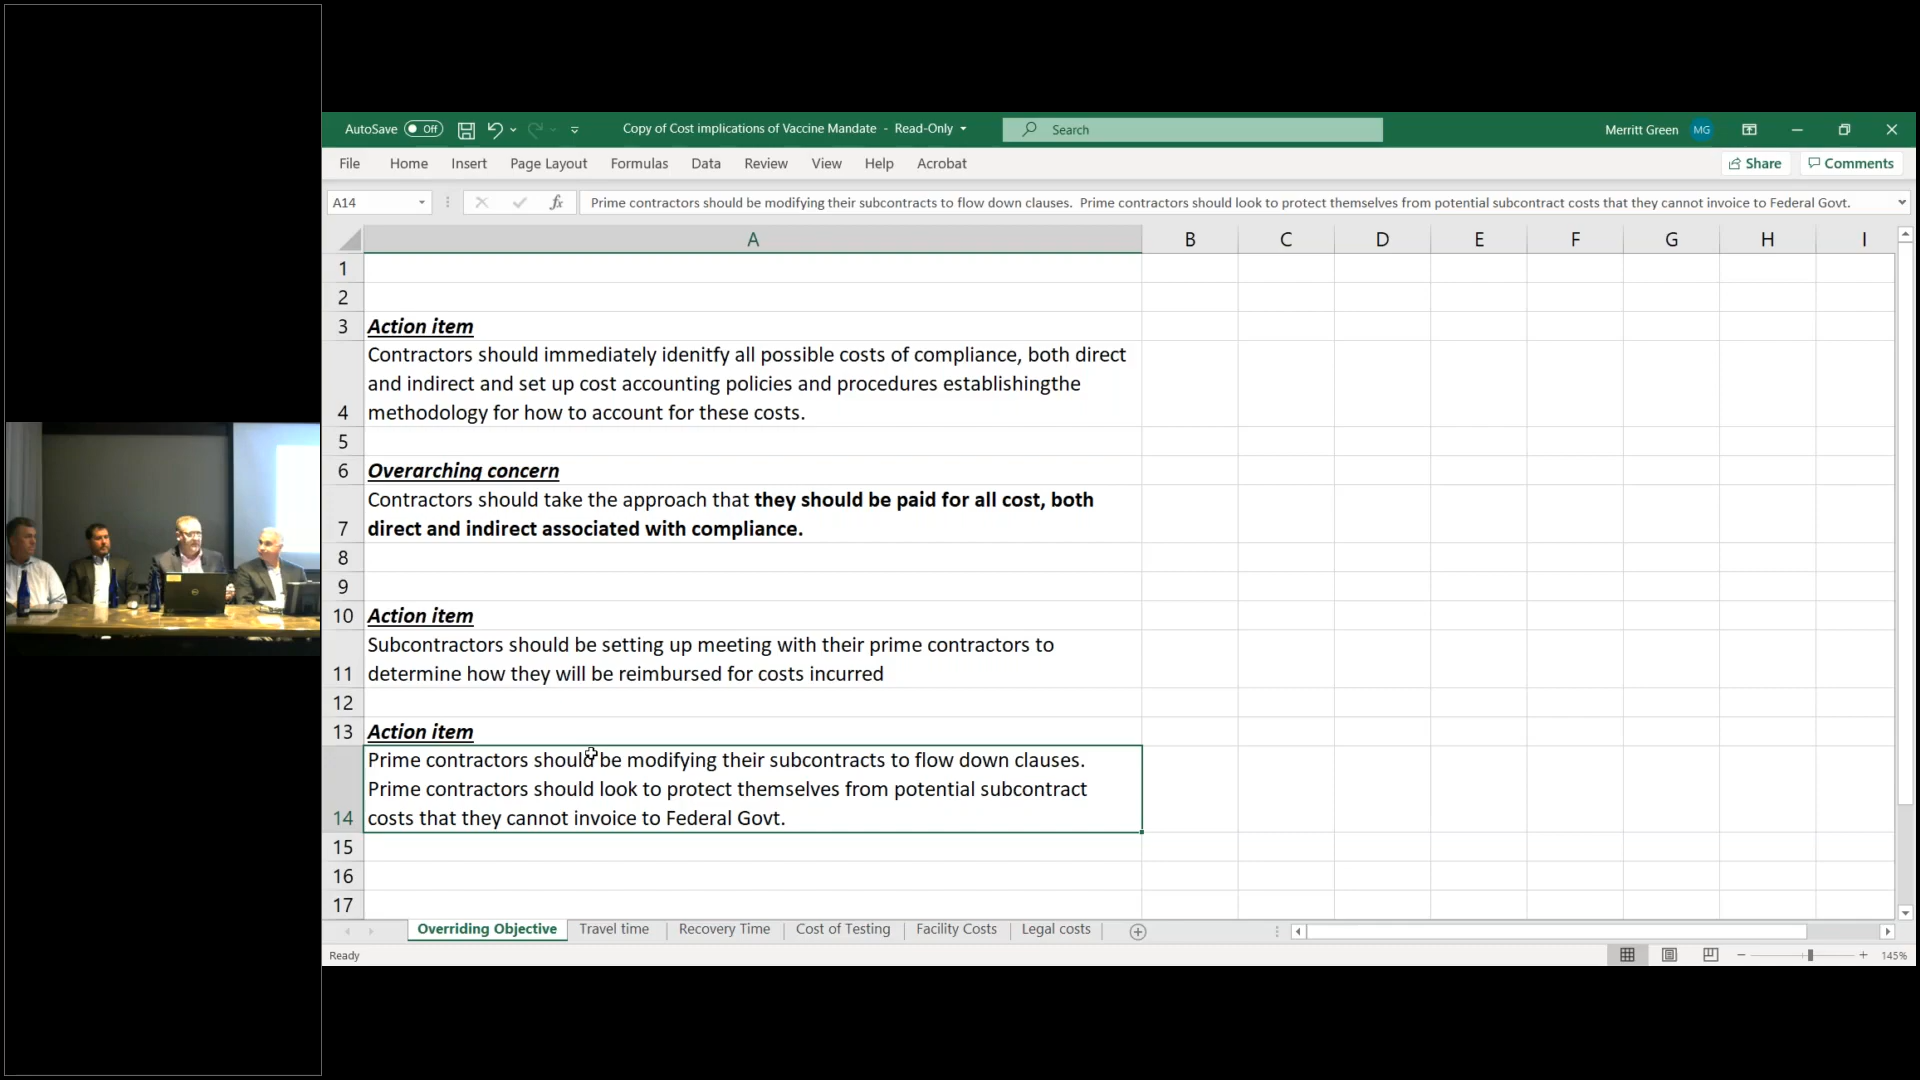 AutoSave Off Copy of Cost implications of Vaccine Mandate - Read-Only Search Merritt Green MG
File Home Insert Page Layout Formulas Data Review View Help Acrobat Share Comments
A14 fx Prime contractors should be modifying their subcontracts to flow down clauses. Prime contractors should look to protect themselves from potential subcontract costs that they cannot invoice to Federal Govt.
A B C D E F G H I
1
2
3 Action item
Contractors should immediately idenitfy all possible costs of compliance, both direct
and indirect and set up cost accounting policies and procedures establishingthe
4 methodology for how to account for these costs.
5
6 Overarching concern
Contractors should take the approach that they should be paid for all cost, both
7 direct and indirect associated with compliance.
8
9
10 Action item
Subcontractors should be setting up meeting with their prime contractors to
11 determine how they will be reimbursed for costs incurred
12
13 Action item
Prime contractors should be modifying their subcontracts to flow down clauses.
Prime contractors should look to protect themselves from potential subcontract
14 costs that they cannot invoice to Federal Govt.
15
16
17
Overriding Objective Travel time Recovery Time Cost of Testing Facility Costs Legal costs
Ready 145%